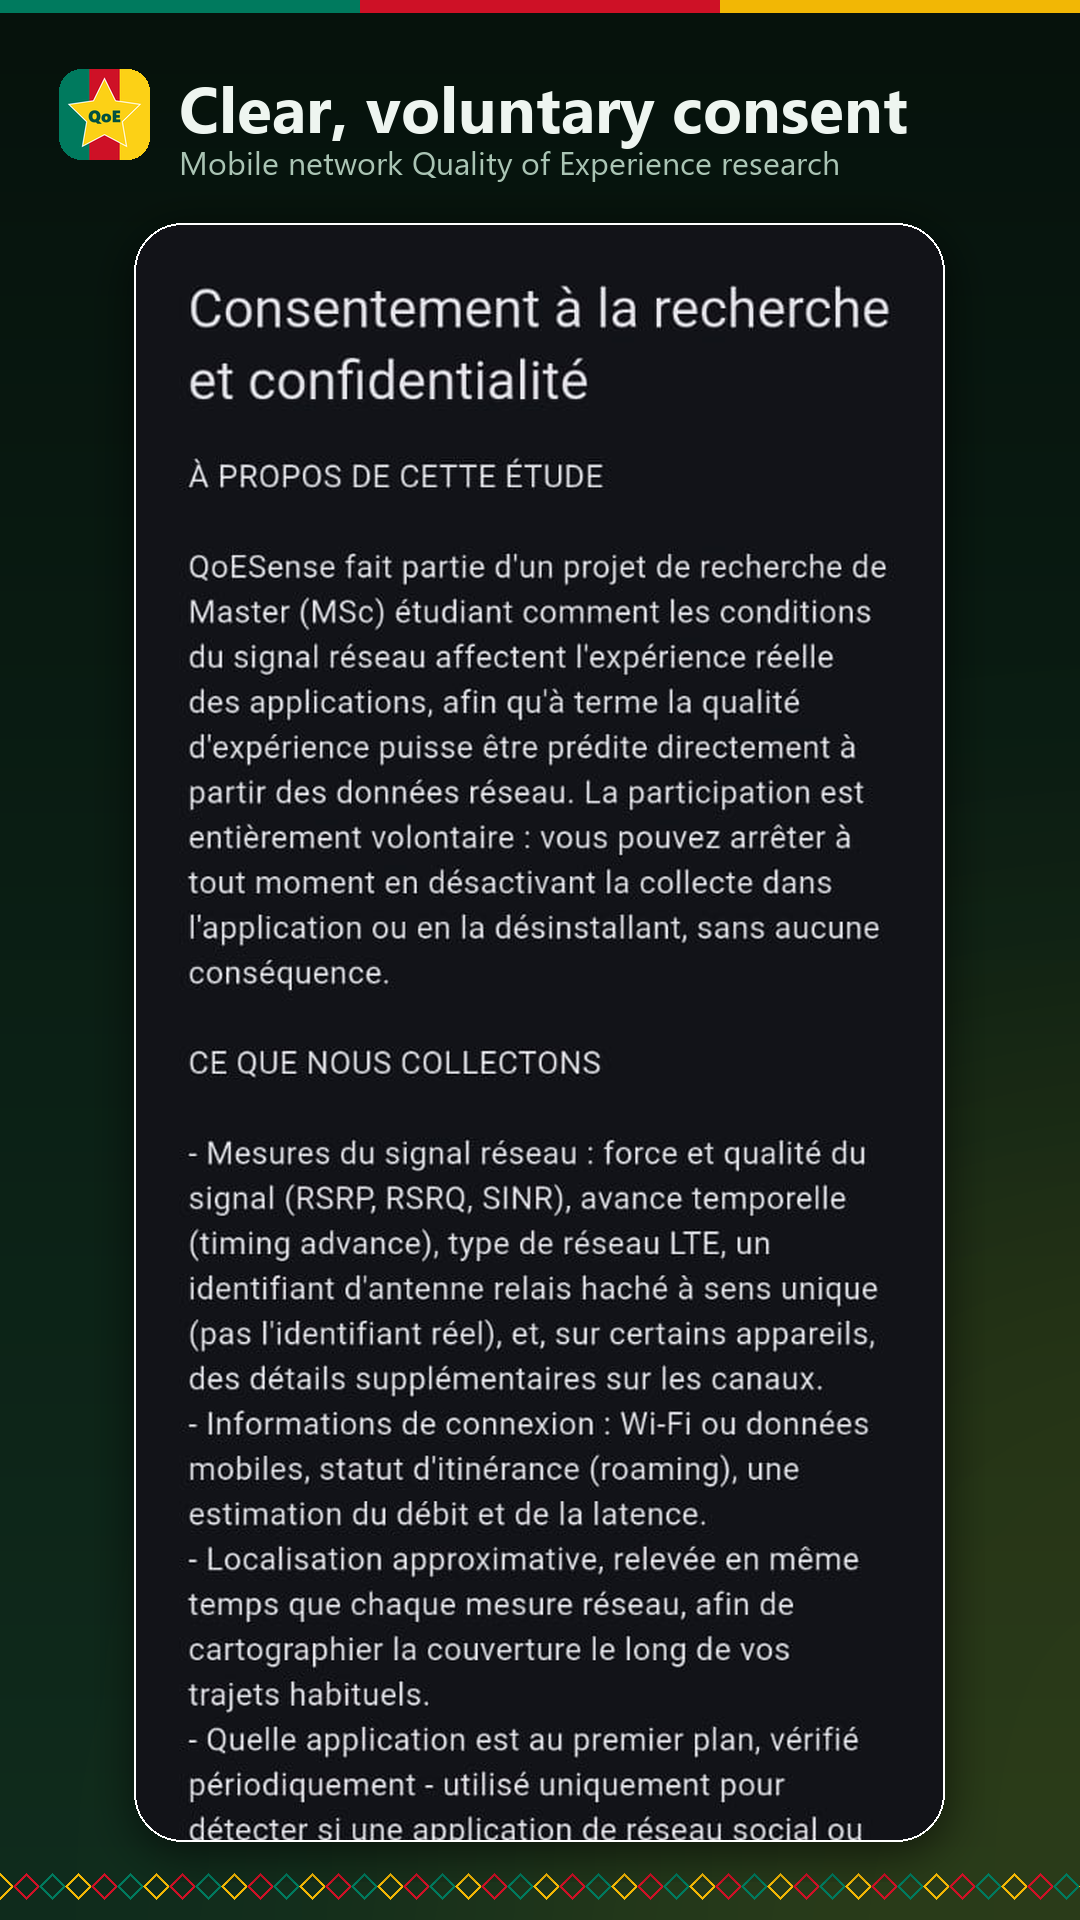 QoE
Clear, voluntary consent
Mobile network Quality of Experience research
Consentement à la recherche
et confidentialité
À PROPOS DE CETTE ÉTUDE
QoESense fait partie d'un projet de recherche de
Master (MSc) étudiant comment les conditions
du signal réseau affectent l'expérience réelle
des applications, afin qu'à terme la qualité
d'expérience puisse être prédite directement à
partir des données réseau. La participation est
entièrement volontaire : vous pouvez arrêter à
tout moment en désactivant la collecte dans
l'application ou en la désinstallant, sans aucune
conséquence.
CE QUE NOUS COLLECTONS
- Mesures du signal réseau : force et qualité du
signal (RSRP, RSRQ, SINR), avance temporelle
(timing advance), type de réseau LTE, un
identifiant d'antenne relais haché à sens unique
(pas l'identifiant réel), et, sur certains appareils,
des détails supplémentaires sur les canaux.
- Informations de connexion : Wi-Fi ou données
mobiles, statut d'itinérance (roaming), une
estimation du débit et de la latence.
- Localisation approximative, relevée en même
temps que chaque mesure réseau, afin de
cartographier la couverture le long de vos
trajets habituels.
- Quelle application est au premier plan, vérifié
périodiquement - utilisé uniquement pour
détecter si une application de réseau social ou